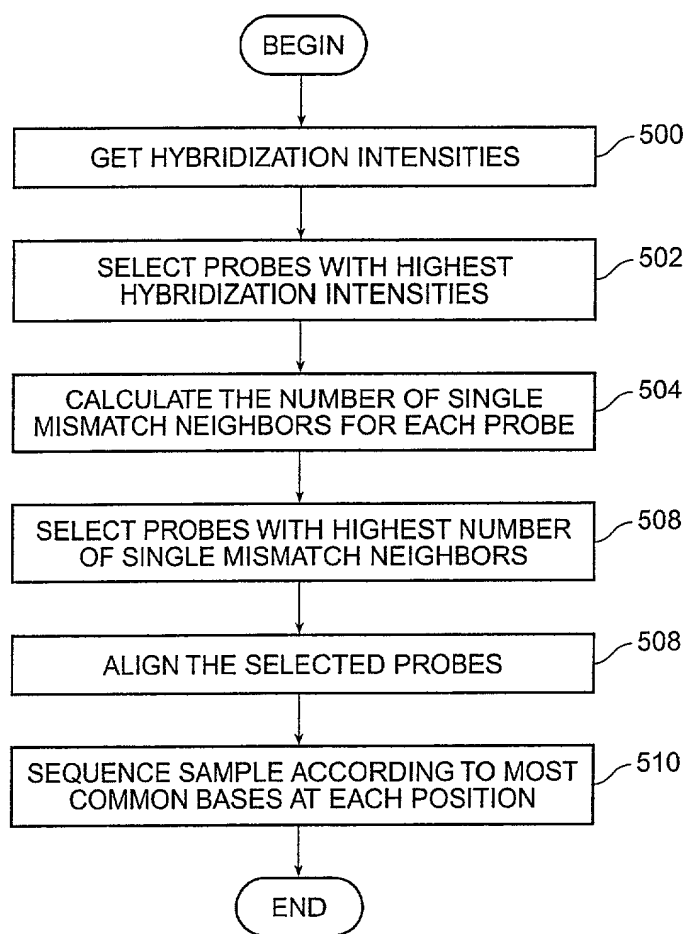 BEGIN
GET HYBRIDIZATION INTENSITIES
500
SELECT PROBES WITH HIGHEST
HYBRIDIZATION INTENSITIES
502
CALCULATE THE NUMBER OF SINGLE
MISMATCH NEIGHBORS FOR EACH PROBE
504
SELECT PROBES WITH HIGHEST NUMBER
OF SINGLE MISMATCH NEIGHBORS
508
ALIGN THE SELECTED PROBES
508
SEQUENCE SAMPLE ACCORDING TO MOST
COMMON BASES AT EACH POSITION
510
END